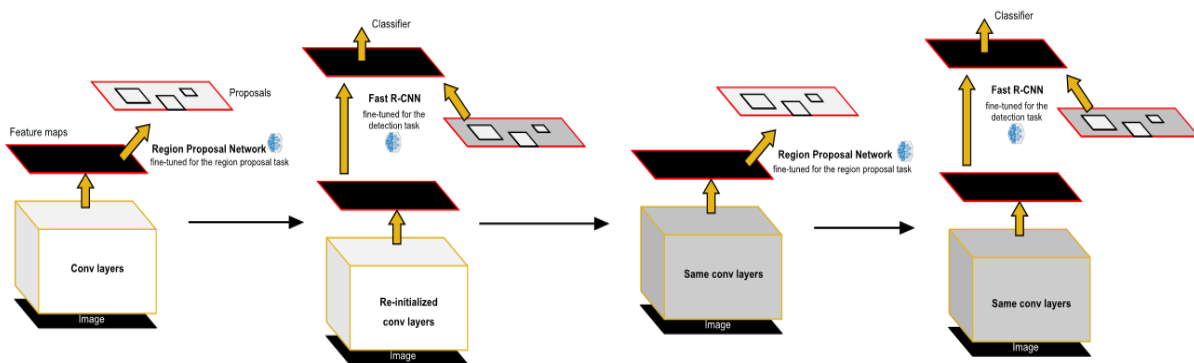 Proposals
Feature maps
Region Proposal Network
fine-tuned for the region proposal task
Conv layers
Image
Classifier
Fast R-CNN
fine-tuned for the
detection task
Re-initialized
conv layers
Image
Region Proposal Network
fine-tuned for the region proposal task
Same conv layers
Image
Classifier
Fast R-CNN
fine-tuned for the
detection task
Same conv layers
Image